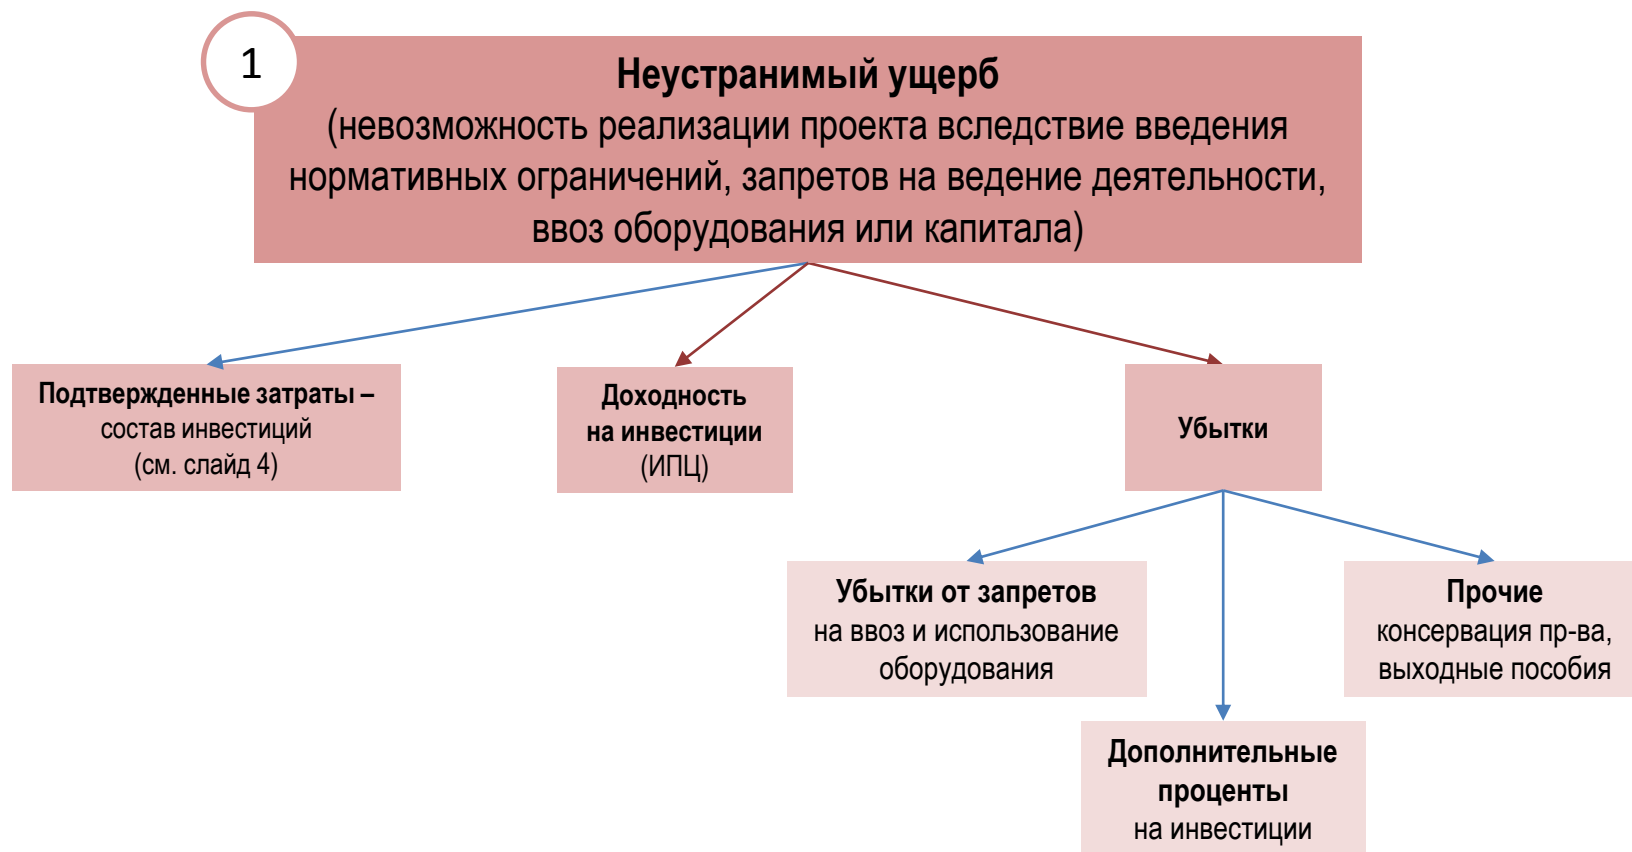 1
Неустранимый ущерб
(невозможность реализации проекта вследствие введения
нормативных ограничений, запретов на ведение деятельности,
ввоз оборудования или капитала)
Подтвержденные затраты –
состав инвестиций
(см. слайд 4)
Доходность
на инвестиции
(ИПЦ)
Убытки
Убытки от запретов
на ввоз и использование
оборудования
Прочие
консервация пр-ва,
выходные пособия
Дополнительные
проценты
на инвестиции